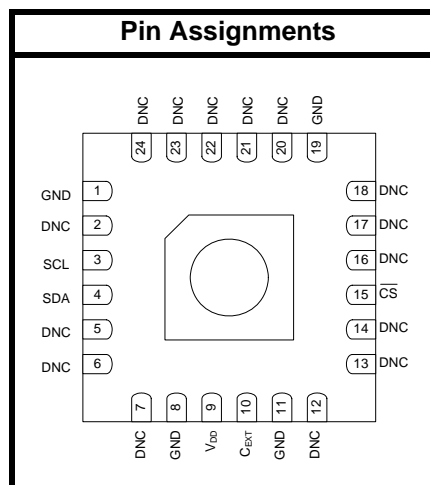 Pin Assignments
DNC DNC DNC DNC DNC GND
24 23 22 21 20 19
GND 1 18 DNC
DNC 2 17 DNC
SCL 3 16 DNC
SDA 4 15 CS
DNC 5 14 DNC
DNC 6 13 DNC
7 8 9 10 11 12
DNC GND VDD CEXT GND DNC